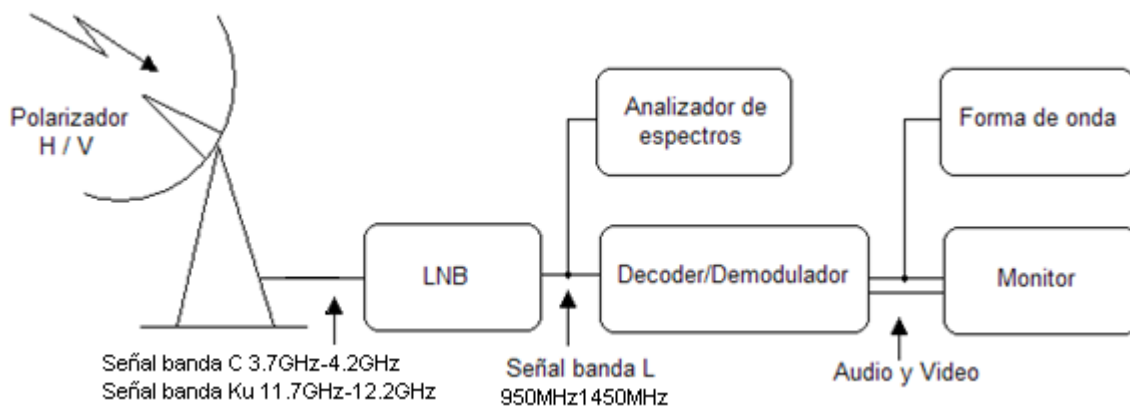 Polarizador
H / V
Analizador de
espectros
Forma de onda
LNB
Decoder/Demodulador
Monitor
Señal banda C 3.7GHz-4.2GHz
Señal banda Ku 11.7GHz-12.2GHz
Señal banda L
950MHz1450MHz
Audio y Video